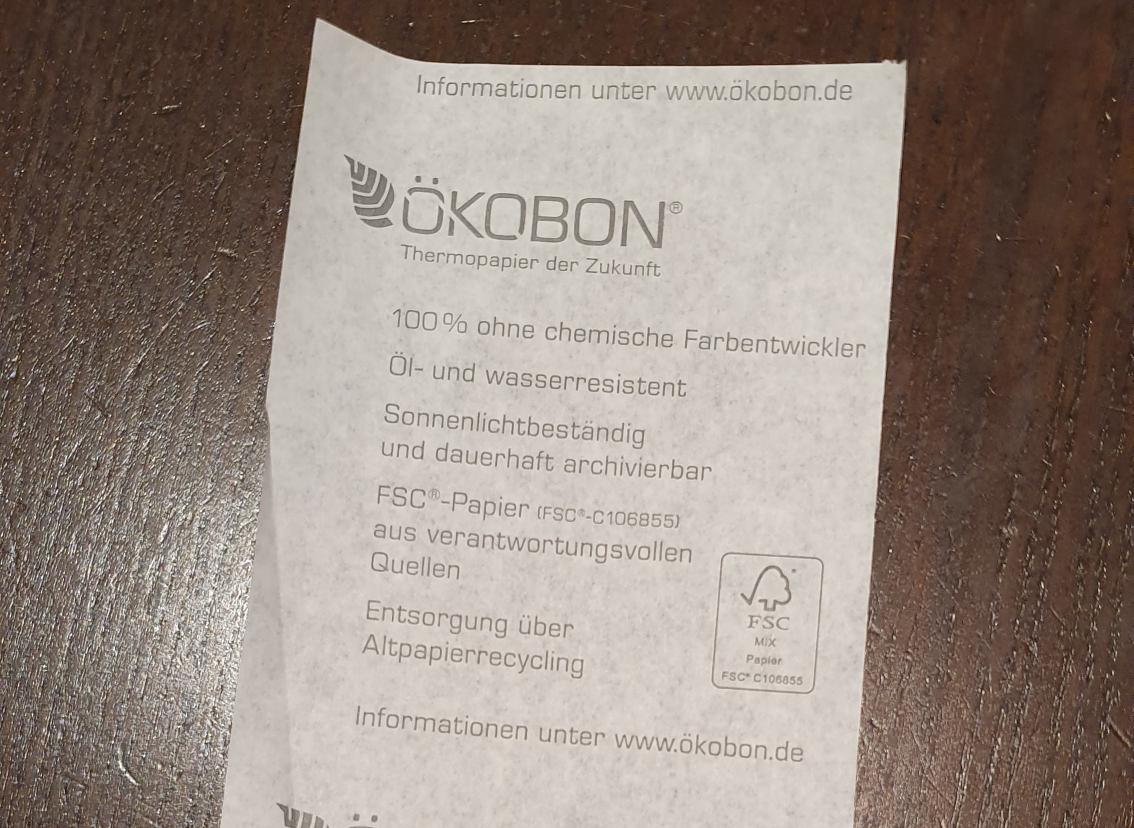 Informationen unter www.ökobon.de
ÖKOBON®
Thermopapier der Zukunft
100% ohne chemische Farbentwickler
Öl- und wasserresistent
Sonnenlichtbeständig
und dauerhaft archivierbar
FSC®-Papier (FSC®-C106855)
aus verantwortungsvollen
Quellen
FSC
MIX
Papier
FSC® C106855
Entsorgung über
Altpapierrecycling
Informationen unter www.ökobon.de